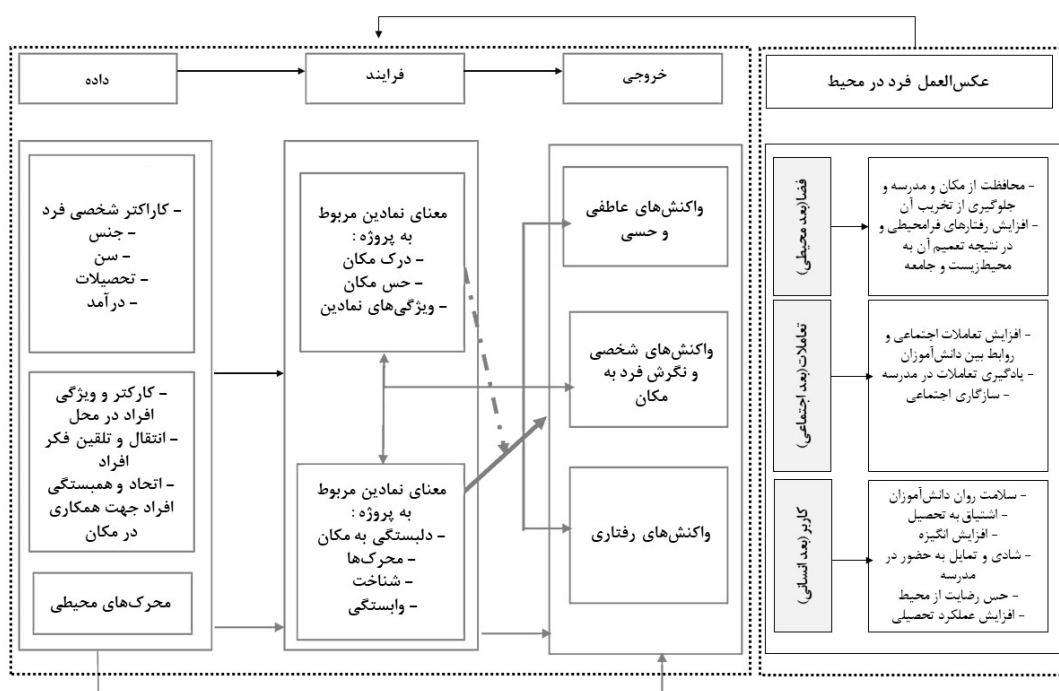 داده
فرایند
خروجی
عکس‌العمل فرد در محیط
- کاراکتر شخصی فرد
- جنس
- سن
- تحصیلات
- درآمد
- کارکتر و ویژگی
افراد در محل
- انتقال و تلقین فکر
افراد
- اتحاد و همبستگی
افراد جهت همکاری
در مکان
محرک‌های محیطی
معنای نمادین مربوط
به پروژه :
- درک مکان
- حس مکان
- ویژگی‌های نمادین
معنای نمادین مربوط
به پروژه :
- دلبستگی به مکان
- محرک‌ها
- شناخت
- وابستگی
واکنش‌های عاطفی
و حسی
واکنش‌های شخصی
و نگرش فرد به
مکان
واکنش‌های رفتاری
فضا(بعد محیطی)
- محافظت از مکان و مدرسه و
جلوگیری از تخریب آن
- افزایش رفتارهای فرامحیطی و
در نتیجه تعمیم آن به
محیط‌زیست و جامعه
تعاملات(بعد اجتماعی)
- افزایش تعاملات اجتماعی و
روابط بین دانش‌آموزان
- یادگیری تعاملات در مدرسه
- سازگاری اجتماعی
کاربر(بعد انسانی)
- سلامت روان دانش‌آموزان
- اشتیاق به تحصیل
- افزایش انگیزه
- شادی و تمایل به حضور در
مدرسه
- حس رضایت از محیط
- افزایش عملکرد تحصیلی